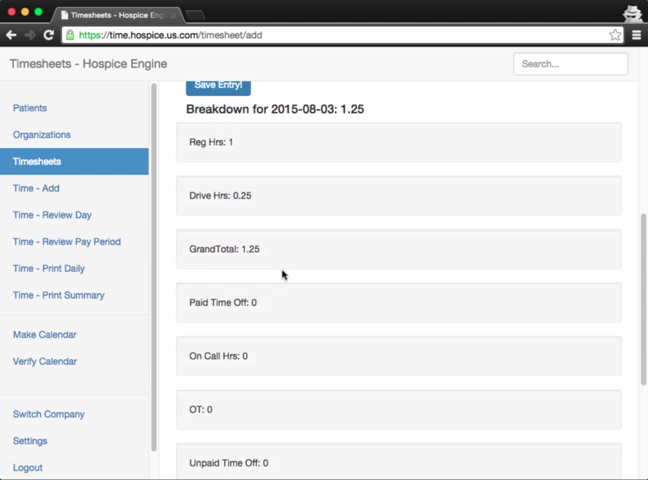 Timesheets - Hospice Engin
https://time.hospice.us.com/timesheet/add
Timesheets - Hospice Engine
Search...
Patients
Organizations
Timesheets
Time - Add
Time - Review Day
Time - Review Pay Period
Time - Print Daily
Time - Print Summary
Make Calendar
Verify Calendar
Switch Company
Settings
Logout
Save Entry!
Breakdown for 2015-08-03: 1.25
Reg Hrs: 1
Drive Hrs: 0.25
GrandTotal: 1.25
Paid Time Off: 0
On Call Hrs: 0
OT: 0
Unpaid Time Off: 0